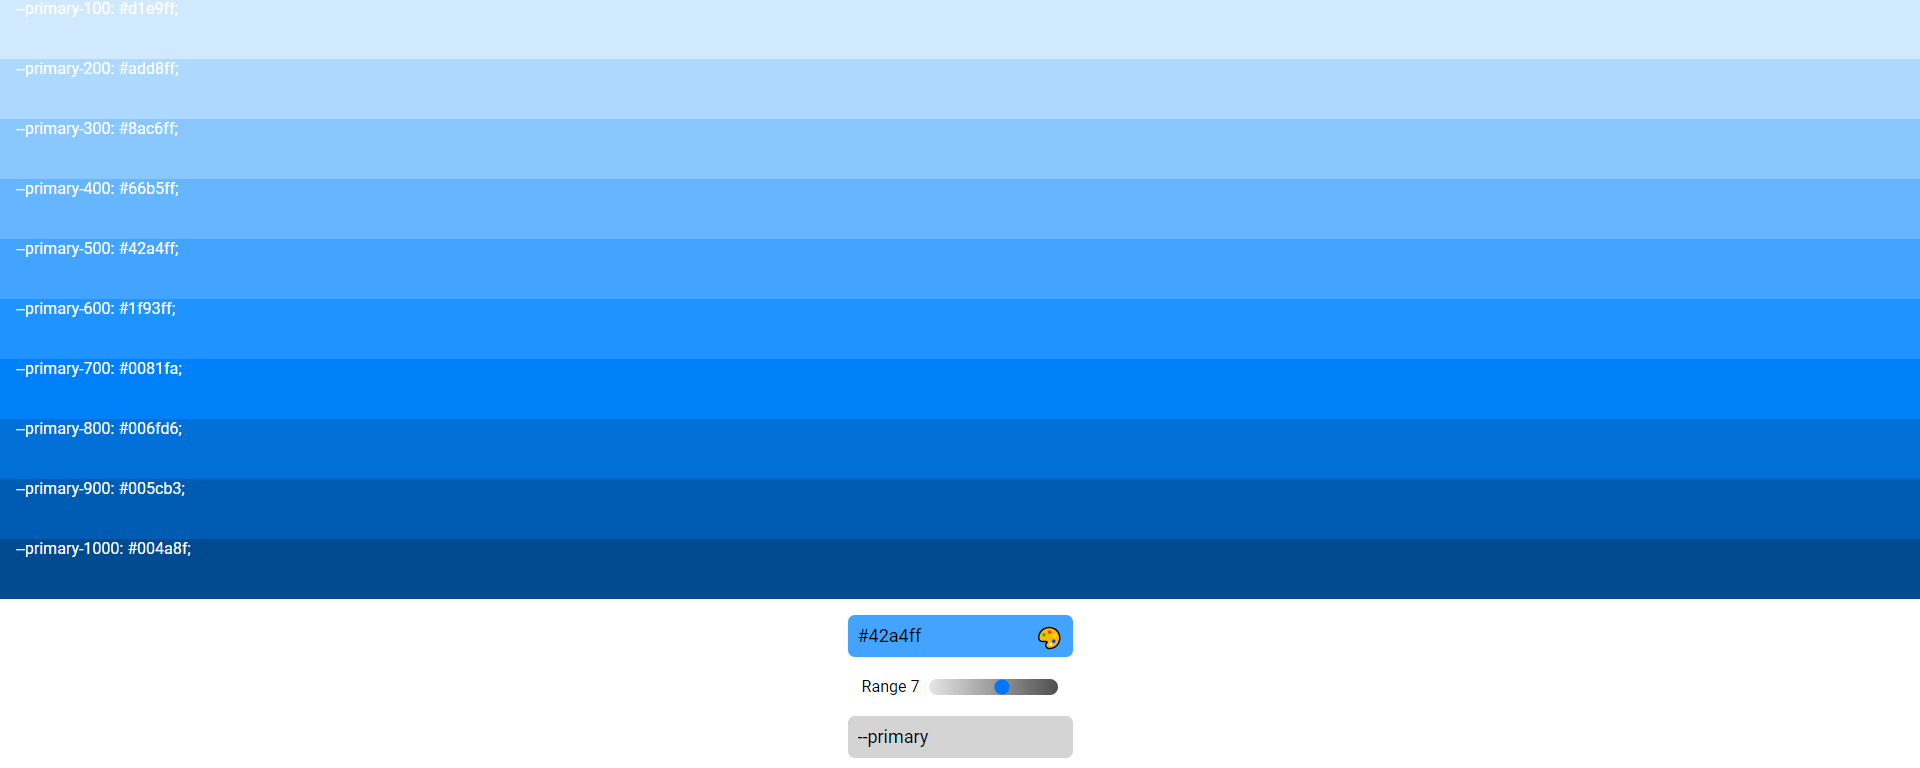 --primary-100: #d1e9ff;
--primary-200: #add8ff;
--primary-300: #8ac6ff;
--primary-400: #66b5ff;
--primary-500: #42a4ff;
--primary-600: #1f93ff;
--primary-700: #0081fa;
--primary-800: #006fd6;
--primary-900: #005cb3;
--primary-1000: #004a8f;
#42a4ff
Range 7
--primary